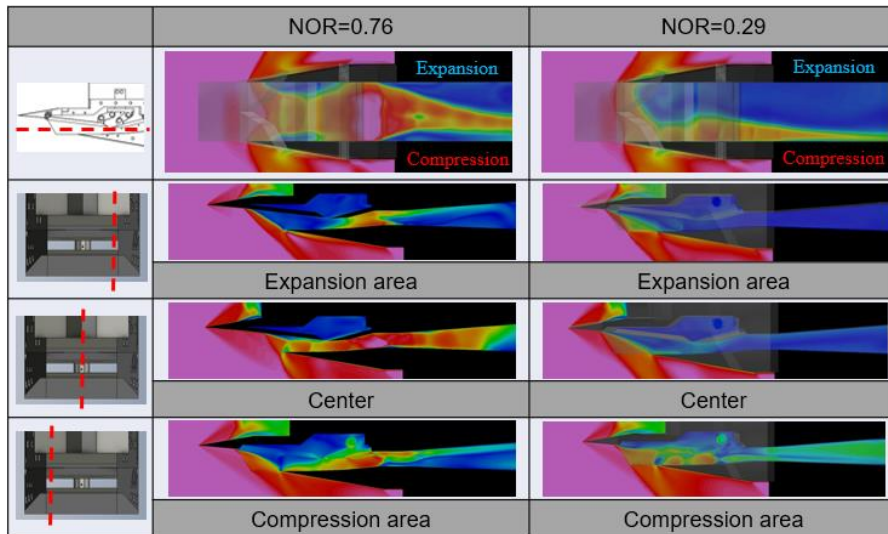 NOR=0.76
NOR=0.29
Expansion
Compression
Expansion
Compression
Expansion area
Expansion area
Center
Center
Compression area
Compression area